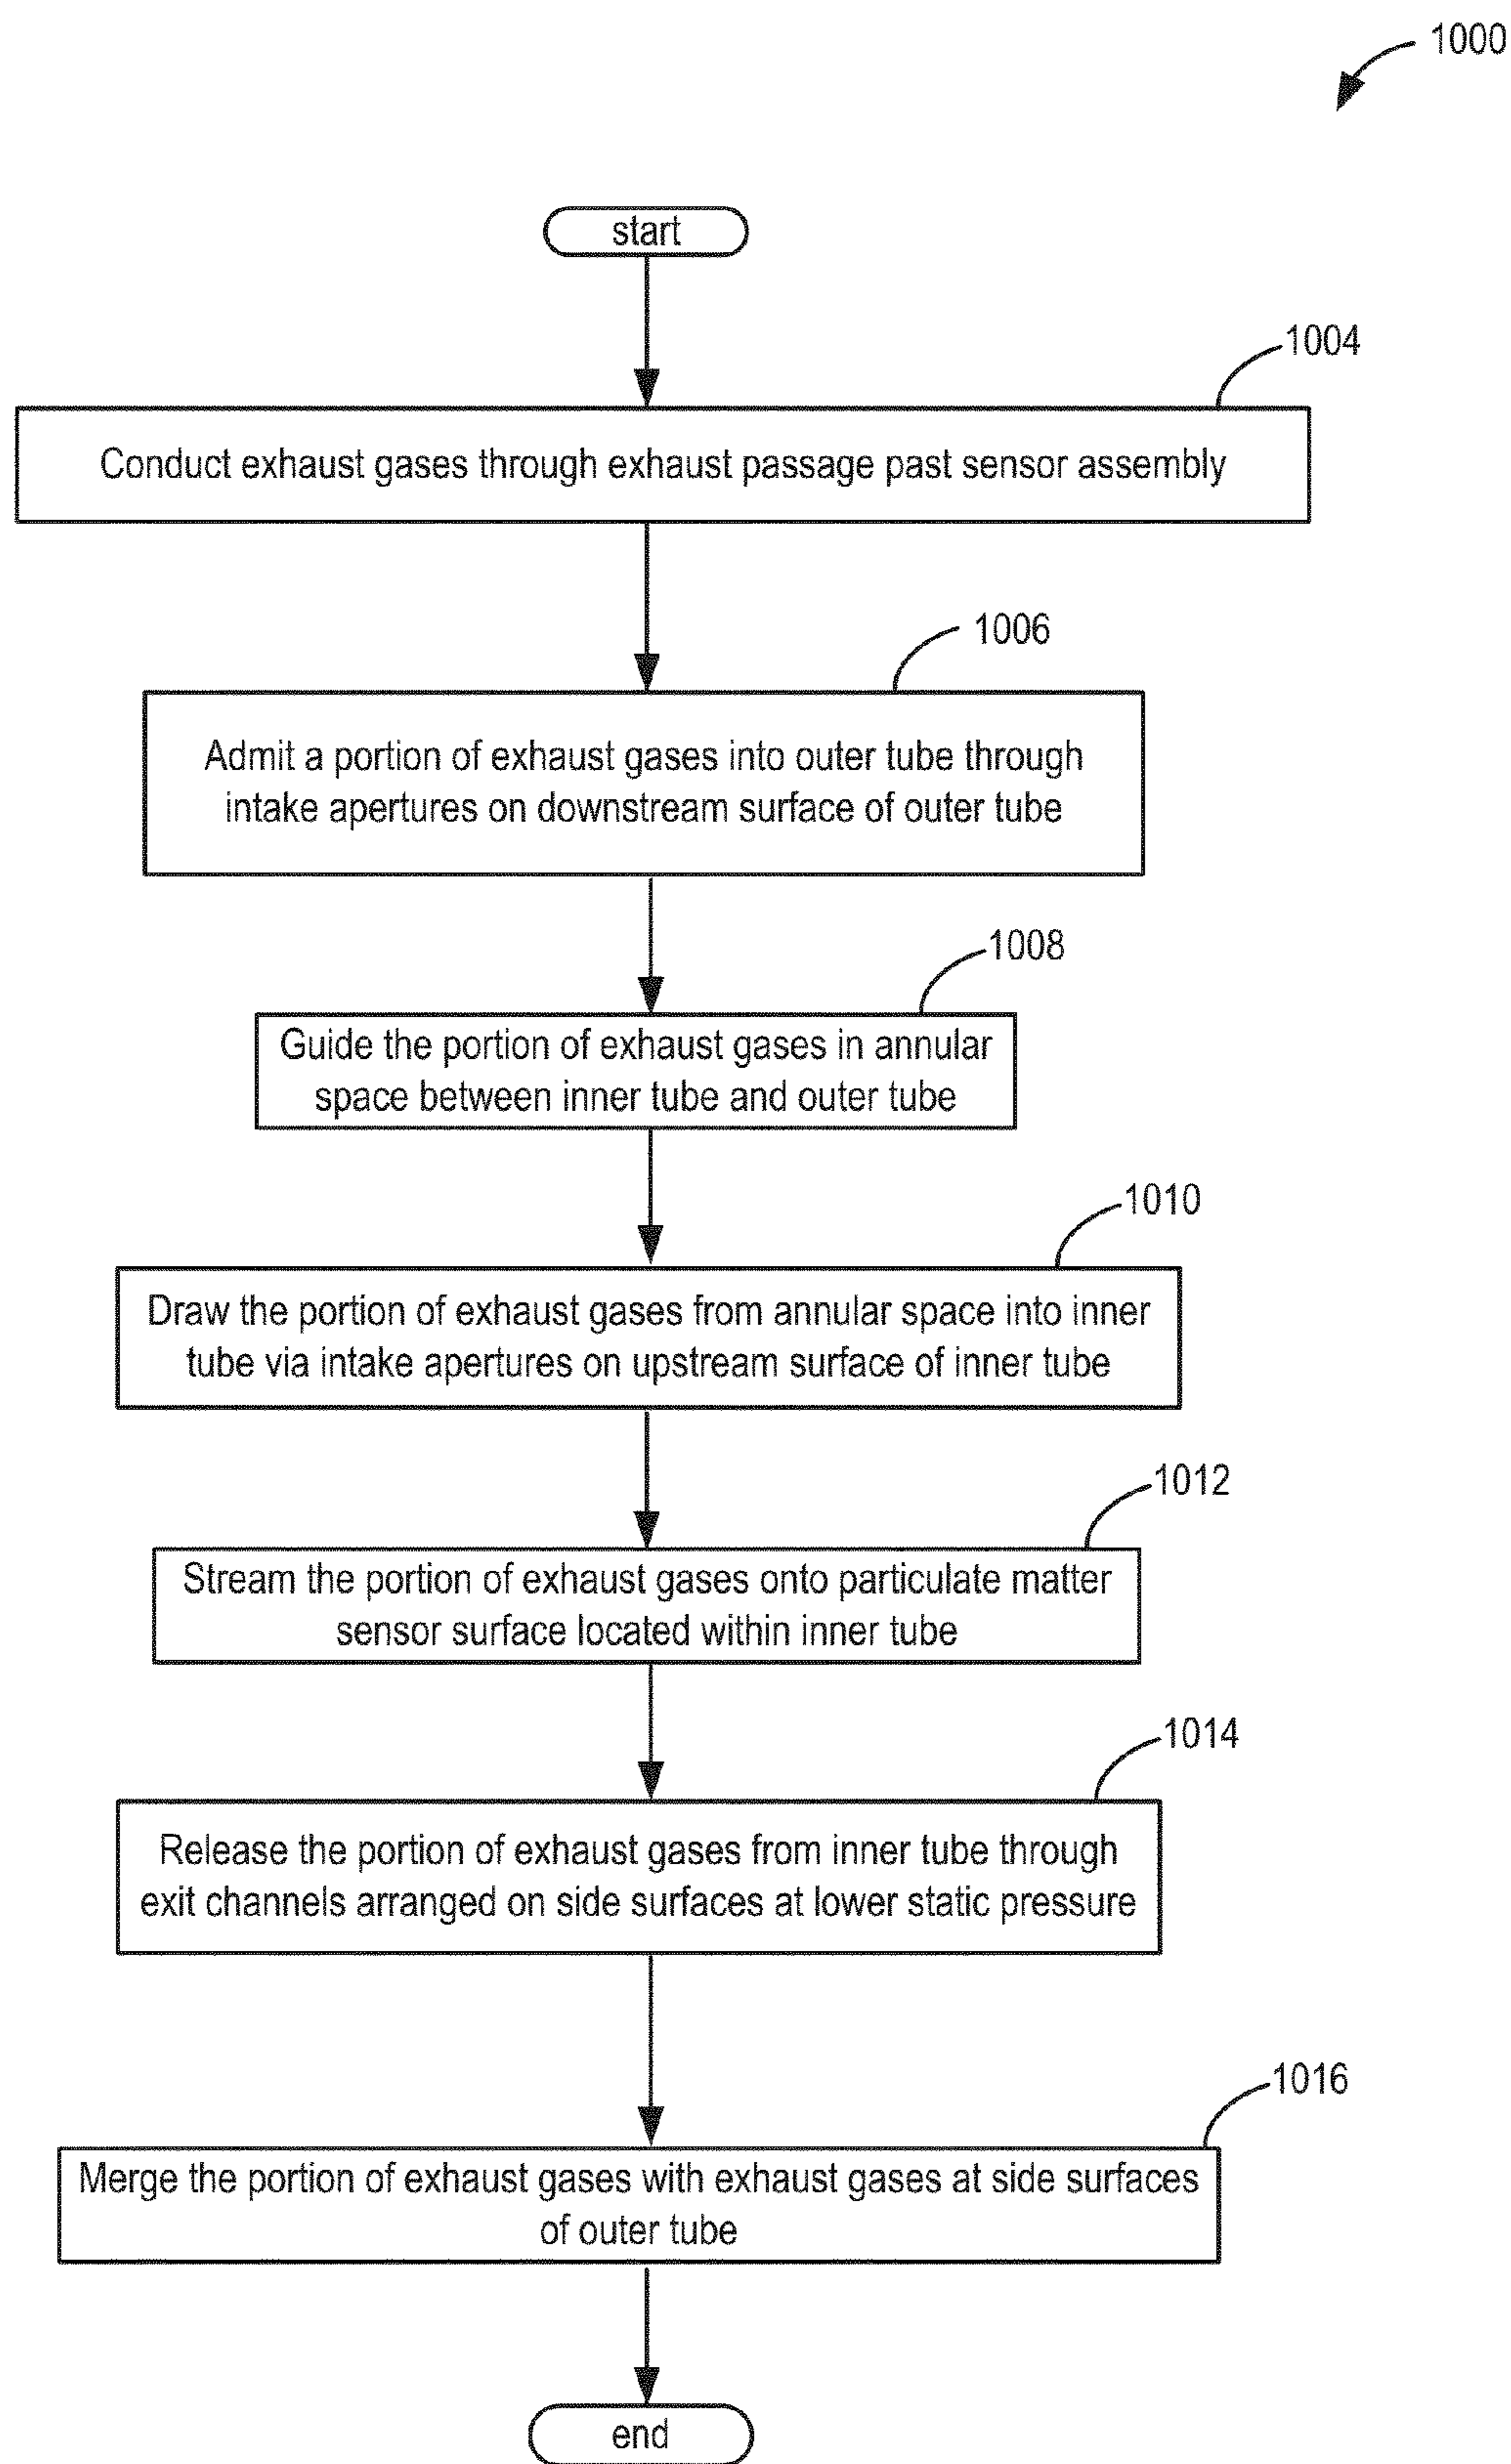 1000
start
1004
Conduct exhaust gases through exhaust passage past sensor assembly
1006
Admit a portion of exhaust gases into outer tube through
intake apertures on downstream surface of outer tube
1008
Guide the portion of exhaust gases in annular
space between inner tube and outer tube
1010
Draw the portion of exhaust gases from annular space into inner
tube via intake apertures on upstream surface of inner tube
1012
Stream the portion of exhaust gases onto particulate matter
sensor surface located within inner tube
1014
Release the portion of exhaust gases from inner tube through
exit channels arranged on side surfaces at lower static pressure
1016
Merge the portion of exhaust gases with exhaust gases at side surfaces
of outer tube
end